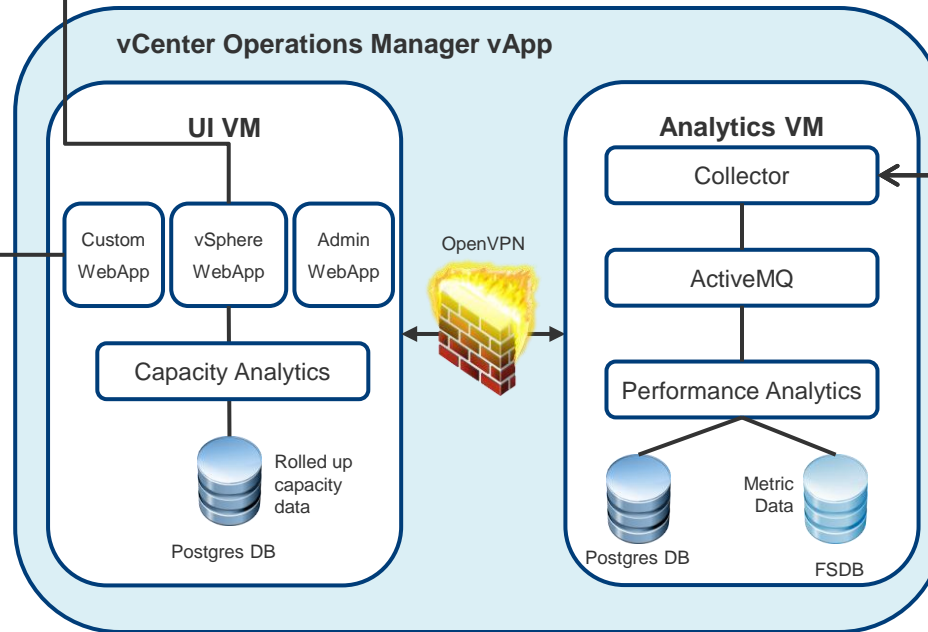 vCenter Operations Manager vApp
UI VM
Custom
WebApp
vSphere
WebApp
Admin
WebApp
Capacity Analytics
Rolled up
capacity
data
Postgres DB
OpenVPN
Analytics VM
Collector
ActiveMQ
Performance Analytics
Metric
Data
Postgres DB
FSDB